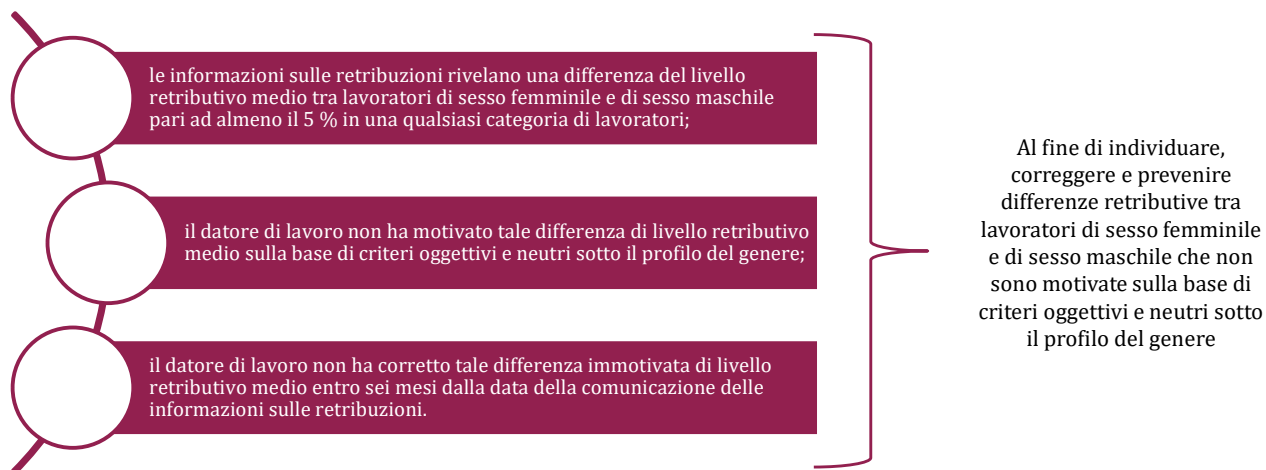 le informazioni sulle retribuzioni rivelano una differenza del livello
retributivo medio tra lavoratori di sesso femminile e di sesso maschile
pari ad almeno il 5 % in una qualsiasi categoria di lavoratori;
il datore di lavoro non ha motivato tale differenza di livello retributivo
medio sulla base di criteri oggettivi e neutri sotto il profilo del genere;
il datore di lavoro non ha corretto tale differenza immotivata di livello
retributivo medio entro sei mesi dalla data della comunicazione delle
informazioni sulle retribuzioni.
Al fine di individuare,
correggere e prevenire
differenze retributive tra
lavoratori di sesso femminile
e di sesso maschile che non
sono motivate sulla base di
criteri oggettivi e neutri sotto
il profilo del genere